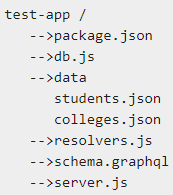 test-app /
-->package.json
-->db.js
-->data
students.json
colleges.json
-->resolvers.js
-->schema.graphql
-->server.js